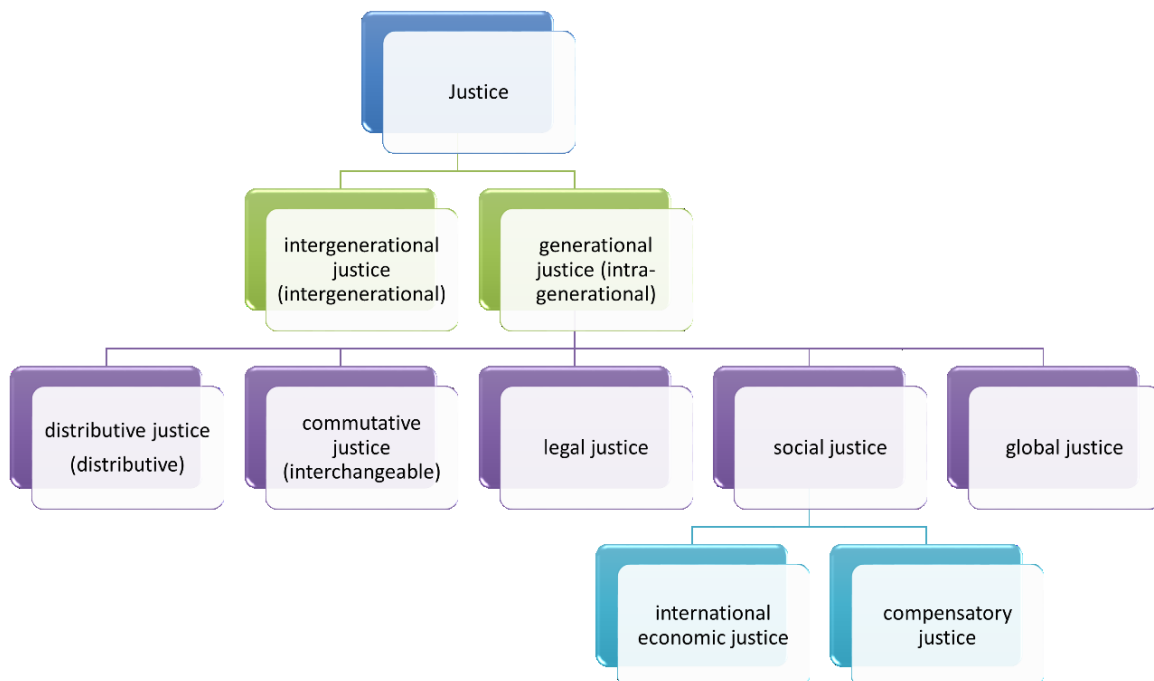 Justice
intergenerational
justice
(intergenerational)
generational
justice (intra-
generational)
distributive justice
(distributive)
commutative
justice
(interchangeable)
legal justice
social justice
global justice
international
economic justice
compensatory
justice